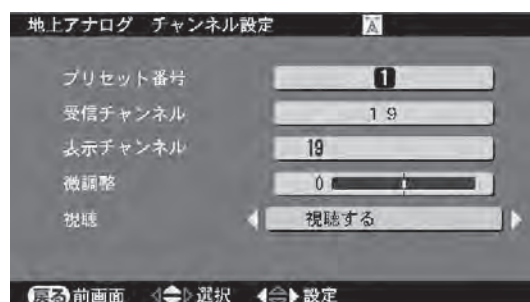 地上アナログ チャンネル設定 A
プリセット番号 1
受信チャンネル 19
表示チャンネル 19
微調整 0
視聴 視聴する
戻る 前画面 選択 設定